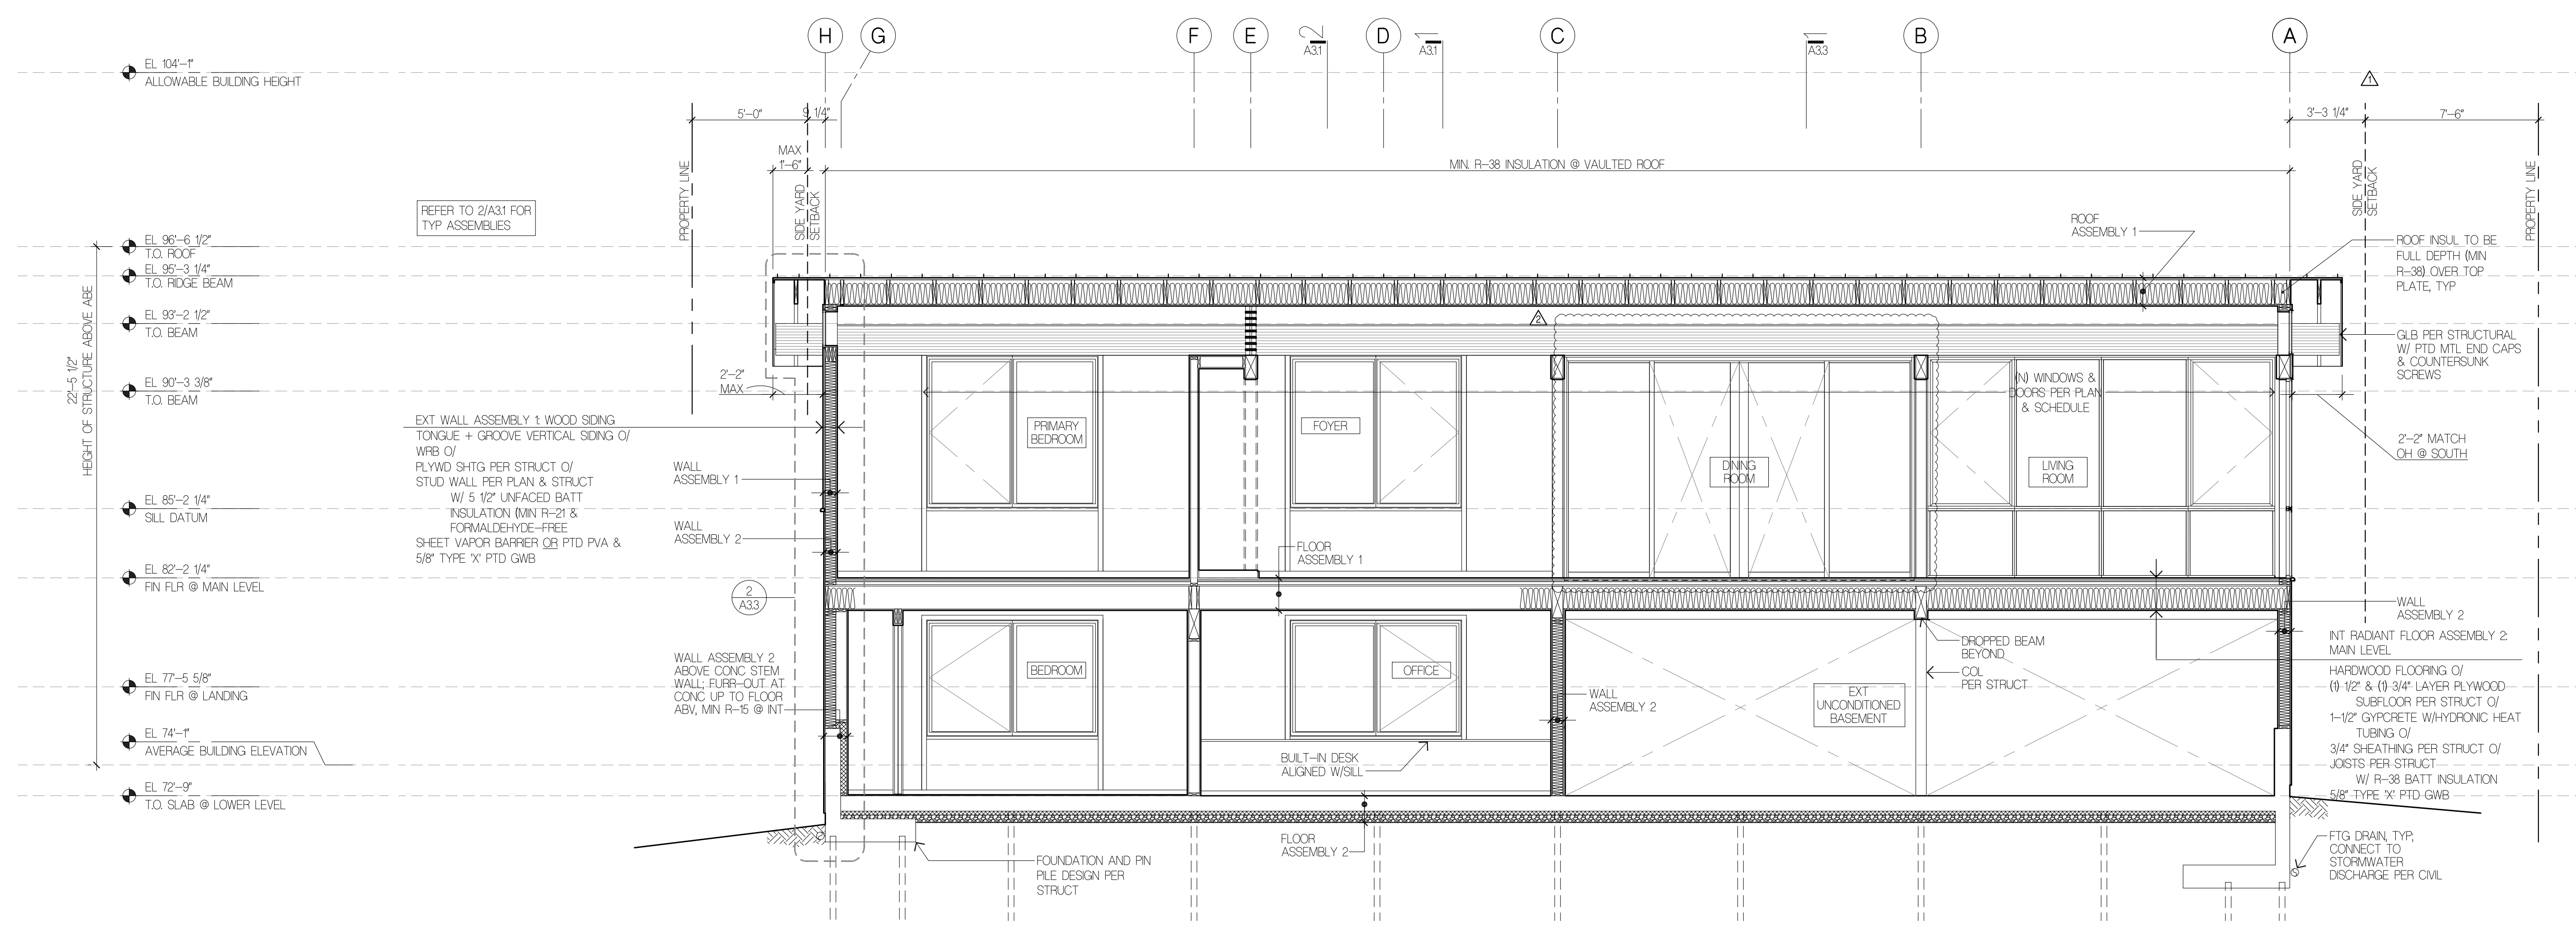 H
G
F
E
2
A3.1
D
1
A3.1
C
1
A3.3
B
A
EL 104'-1"
ALLOWABLE BUILDING HEIGHT
1
5'-0"
9 1/4"
3'-3 1/4"
7'-6"
MAX
1'-6"
MIN. R-38 INSULATION @ VAULTED ROOF
PROPERTY LINE
SIDE YARD
SETBACK
SIDE YARD
SETBACK
PROPERTY LINE
REFER TO 2/A3.1 FOR
TYP ASSEMBLIES
ROOF
ASSEMBLY 1
EL 96'-6 1/2"
T.O. ROOF
EL 95'-3 1/4"
T.O. RIDGE BEAM
EL 93'-2 1/2"
T.O. BEAM
EL 90'-3 3/8"
T.O. BEAM
EL 85'-2 1/4"
SILL DATUM
EL 82'-2 1/4"
FIN FLR @ MAIN LEVEL
EL 77'-5 5/8"
FIN FLR @ LANDING
EL 74'-1"
AVERAGE BUILDING ELEVATION
EL 72'-9"
T.O. SLAB @ LOWER LEVEL
22'-5 1/2"
HEIGHT OF STRUCTURE ABOVE ABE
ROOF INSUL TO BE
FULL DEPTH (MIN
R-38) OVER TOP
PLATE, TYP
2
GLB PER STRUCTURAL
W/ PTD MTL END CAPS
& COUNTERSUNK
SCREWS
2'-2"
MAX
2'-2" MATCH
OH @ SOUTH
EXT WALL ASSEMBLY 1: WOOD SIDING
TONGUE + GROOVE VERTICAL SIDING O/
WRB O/
PLYWD SHTG PER STRUCT O/
STUD WALL PER PLAN & STRUCT
W/ 5 1/2" UNFACED BATT
INSULATION (MIN R-21 &
FORMALDEHYDE-FREE
SHEET VAPOR BARRIER OR PTD PVA &
5/8" TYPE 'X' PTD GWB
WALL
ASSEMBLY 1
WALL
ASSEMBLY 2
PRIMARY
BEDROOM
FOYER
DINING
ROOM
(N) WINDOWS &
DOORS PER PLAN
& SCHEDULE
LIVING
ROOM
FLOOR
ASSEMBLY 1
2
A3.3
WALL ASSEMBLY 2
ABOVE CONC STEM
WALL; FURR-OUT AT
CONC UP TO FLOOR
ABV, MIN R-15 @ INT
BEDROOM
OFFICE
WALL
ASSEMBLY 2
BUILT-IN DESK
ALIGNED W/SILL
EXT
UNCONDITIONED
BASEMENT
DROPPED BEAM
BEYOND
COL
PER STRUCT
WALL
ASSEMBLY 2
INT RADIANT FLOOR ASSEMBLY 2:
MAIN LEVEL
HARDWOOD FLOORING O/
(1) 1/2" & (1) 3/4" LAYER PLYWOOD
SUBFLOOR PER STRUCT O/
1-1/2" GYPCRETE W/HYDRONIC HEAT
TUBING O/
3/4" SHEATHING PER STRUCT O/
JOISTS PER STRUCT
W/ R-38 BATT INSULATION
5/8" TYPE 'X' PTD GWB
FOUNDATION AND PIN
PILE DESIGN PER
STRUCT
FLOOR
ASSEMBLY 2
FTG DRAIN, TYP;
CONNECT TO
STORMWATER
DISCHARGE PER CIVIL